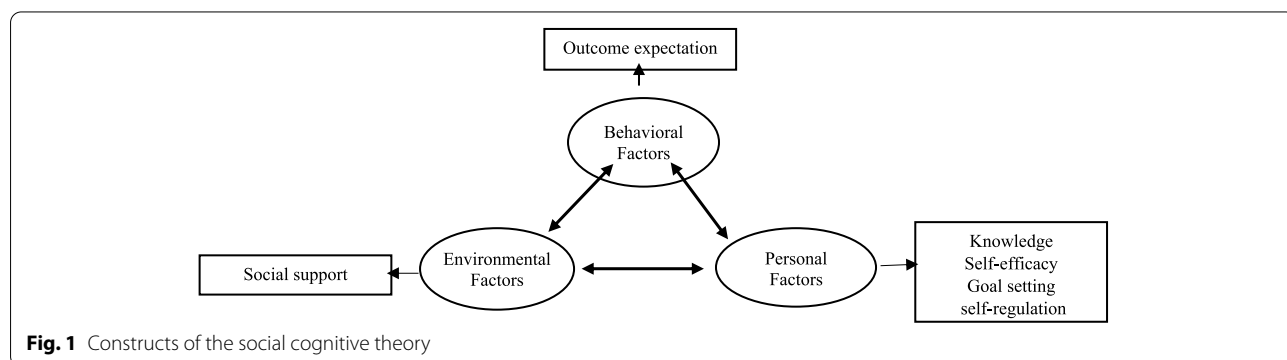 Outcome expectation
Behavioral
Factors
Social support
Environmental
Factors
Personal
Factors
Knowledge
Self-efficacy
Goal setting
self-regulation
Fig. 1 Constructs of the social cognitive theory